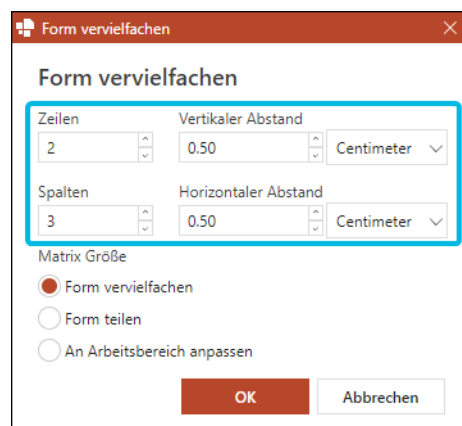 Form vervielfachen
Form vervielfachen
Zeilen Vertikaler Abstand
2 0.50 Centimeter
Spalten Horizontaler Abstand
3 0.50 Centimeter
Matrix Größe
Form vervielfachen
Form teilen
An Arbeitsbereich anpassen
OK Abbrechen